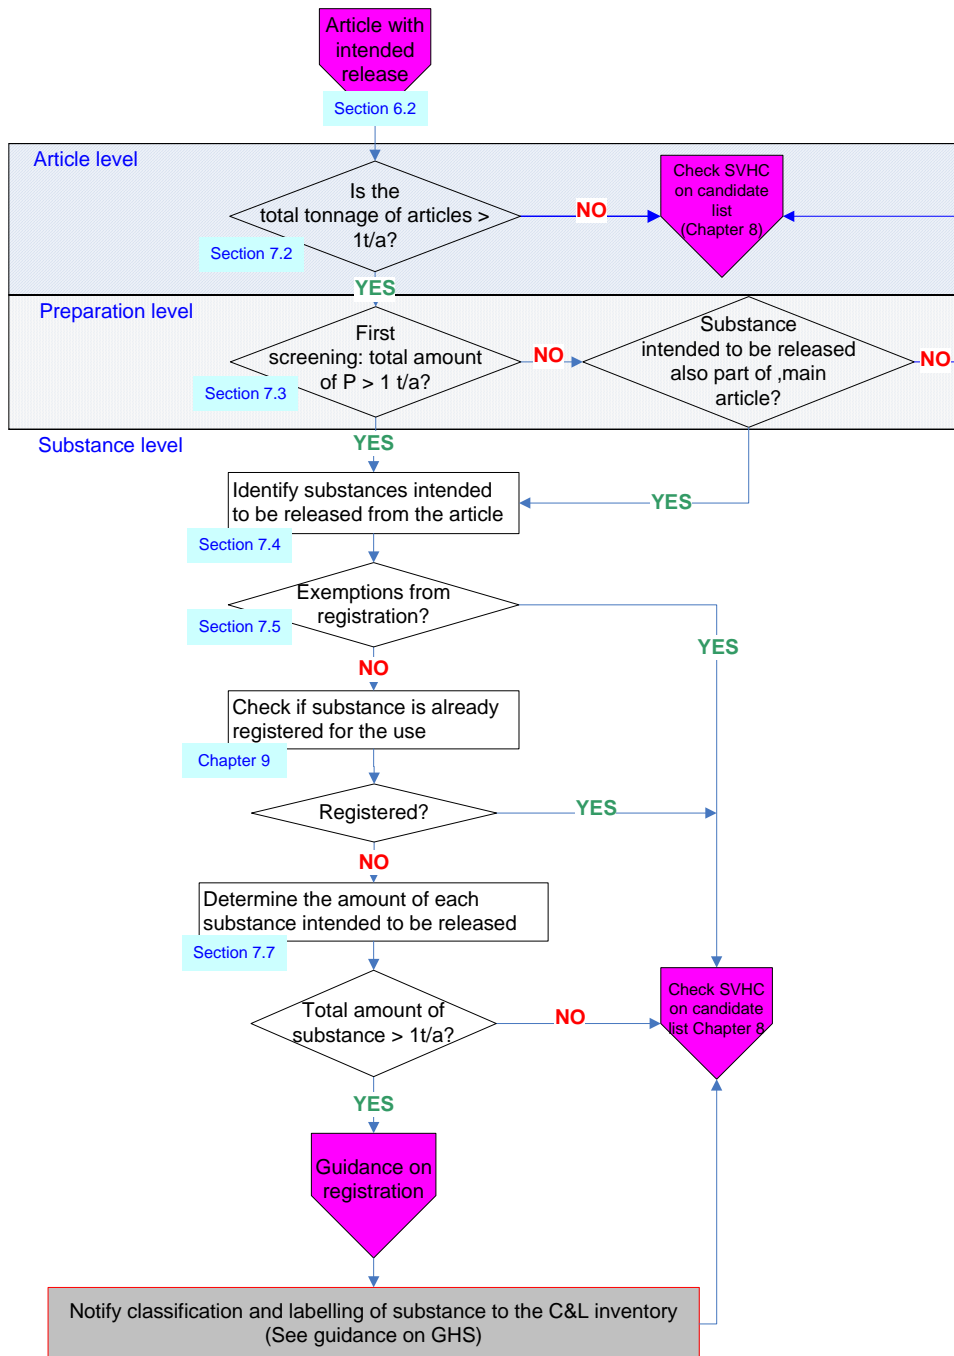 Article with
intended
release
Section 6.2
Article level
Is the
total tonnage of articles >
1t/a?
Section 7.2
NO
Check SVHC
on candidate
list
(Chapter 8)
YES
Preparation level
First
screening: total amount
of P > 1 t/a?
Section 7.3
NO
Substance
intended to be released
also part of ,main
article?
NO
YES
Substance level
Identify substances intended
to be released from the article
Section 7.4
YES
Exemptions from
registration?
Section 7.5
YES
NO
Check if substance is already
registered for the use
Chapter 9
Registered?
YES
NO
Determine the amount of each
substance intended to be released
Section 7.7
Total amount of
substance > 1t/a?
NO
Check SVHC
on candidate
list Chapter 8
YES
Guidance on
registration
Notify classification and labelling of substance to the C&L inventory
(See guidance on GHS)